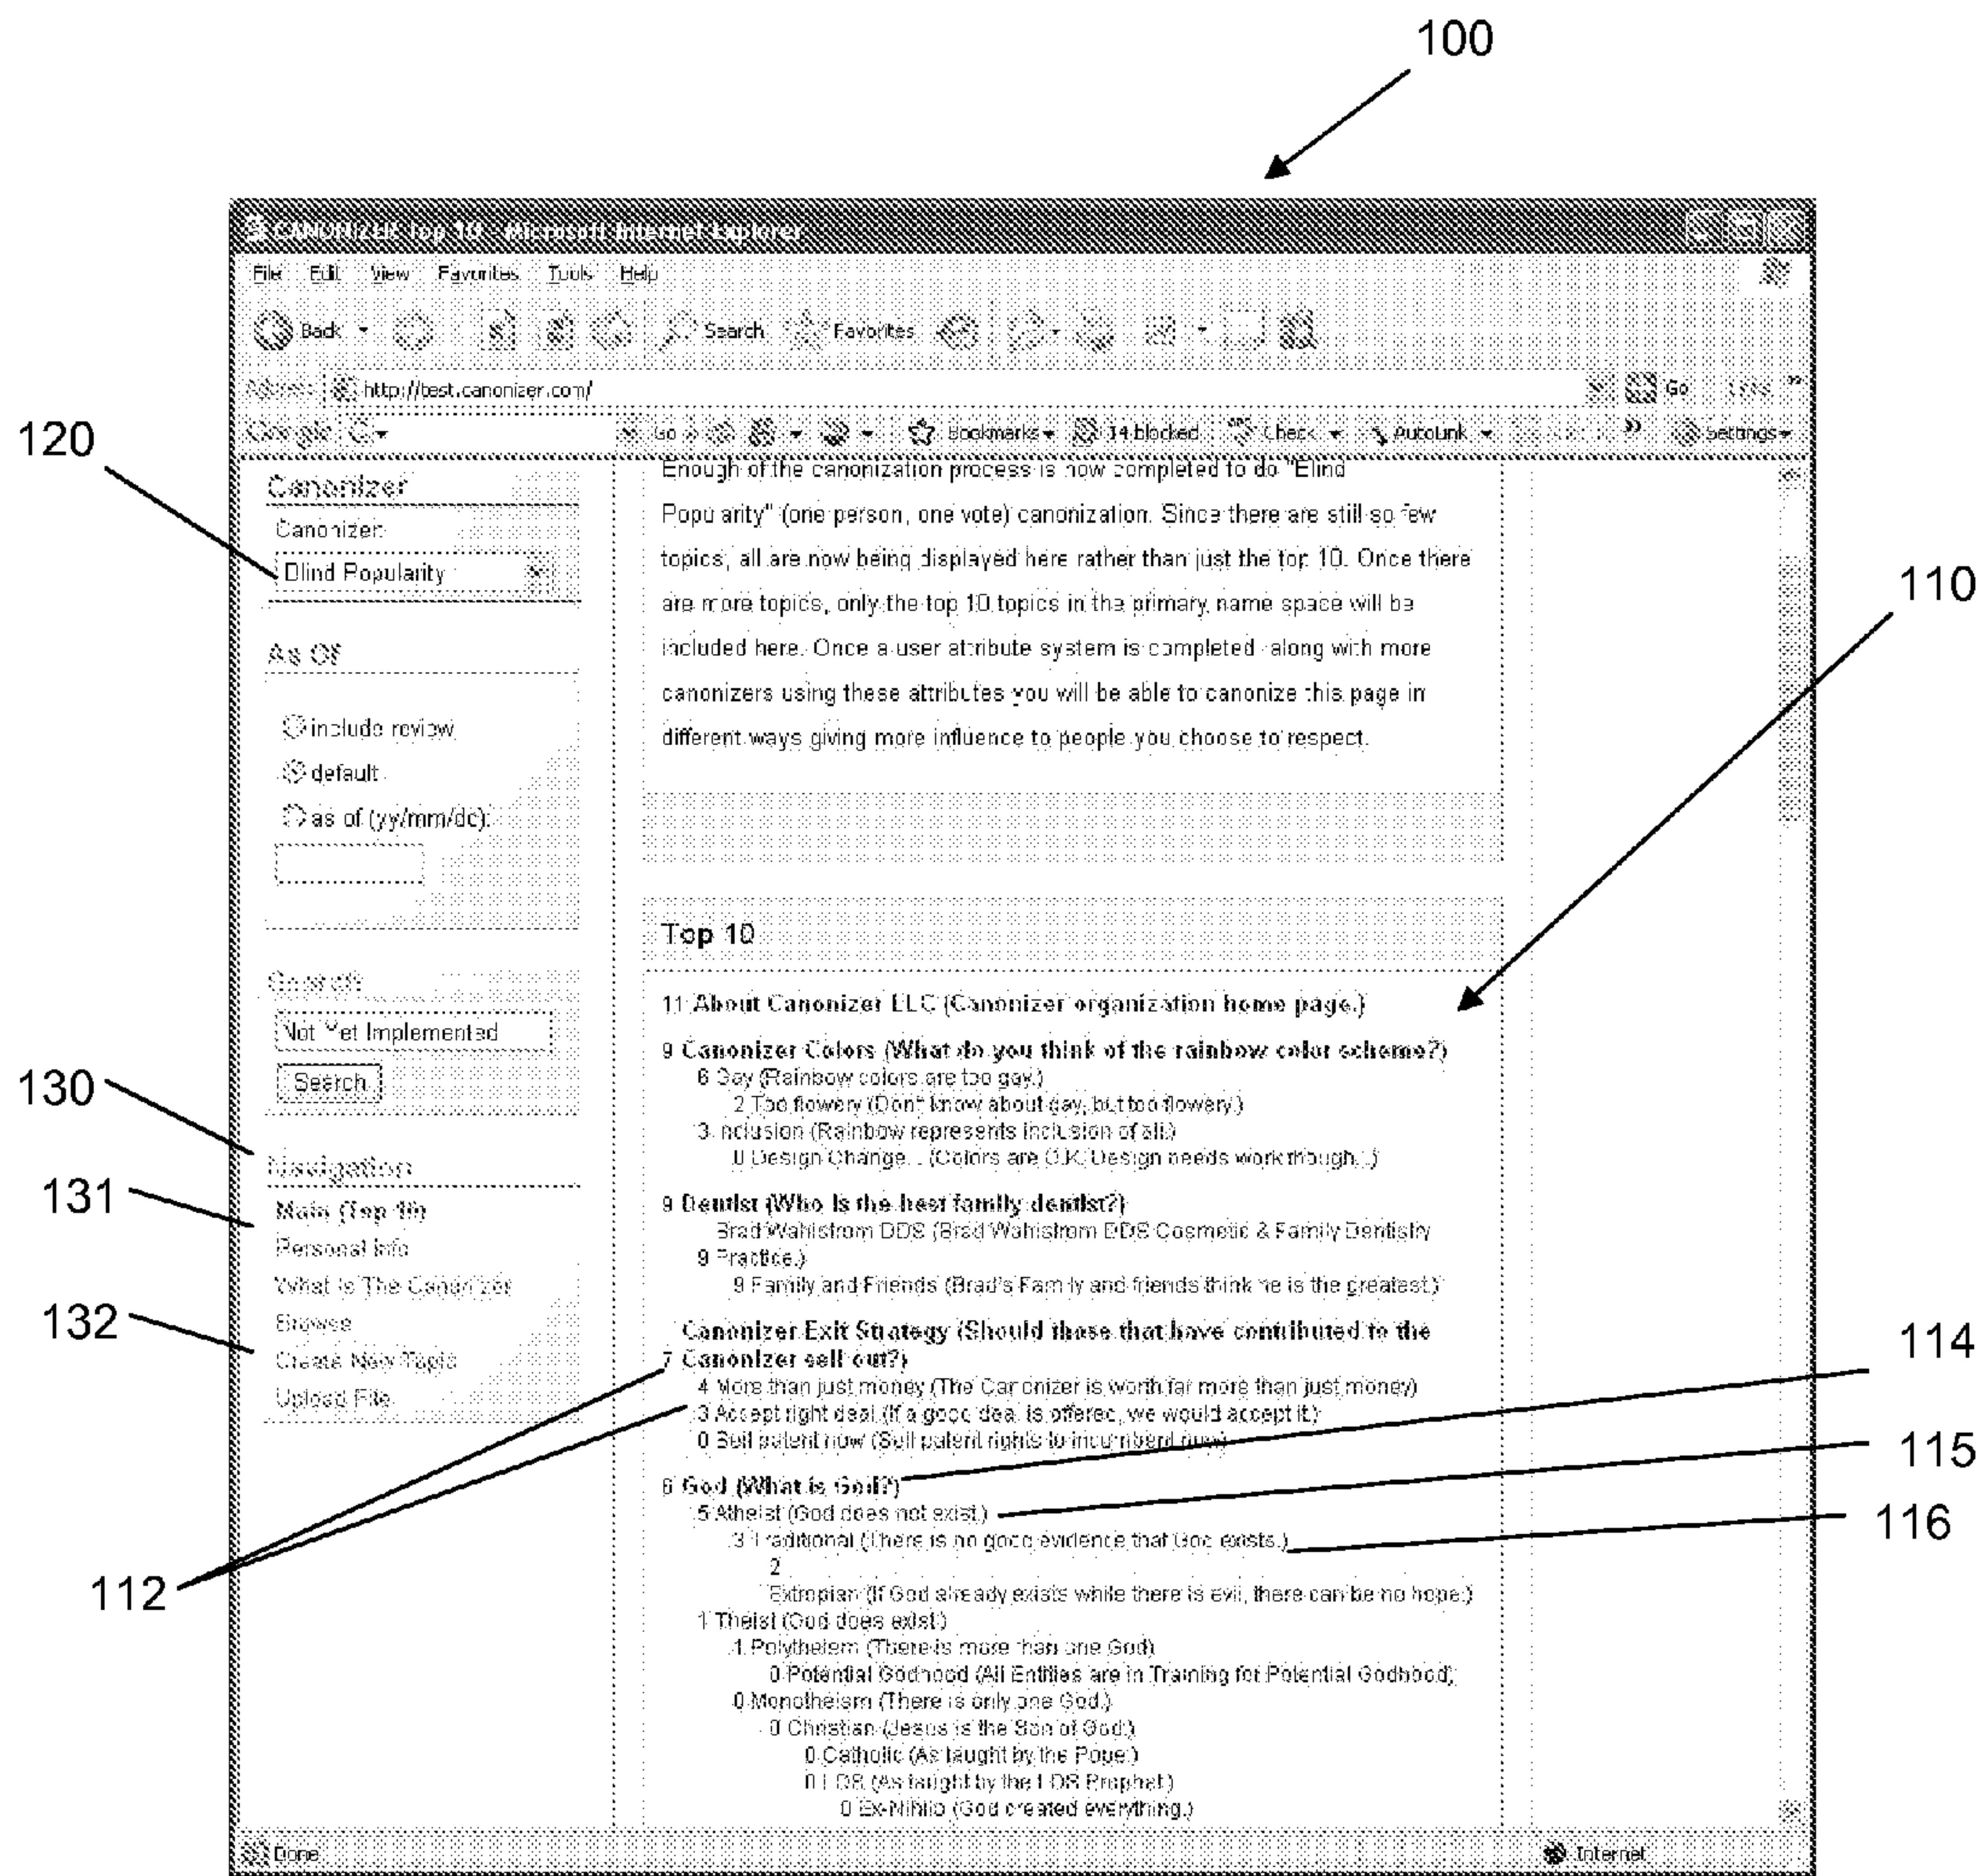 100
CANONIZER Top 10 - Microsoft Internet Explorer
File Edit View Favorites Tools Help
Back Search Favorites
Address http://test.canonizer.com/ Go
Google Go Bookmarks 14 blocked Check AutoLink Settings
120
Canonizer
Canonizer:
Blind Popularity
As Of
include review
default
as of (yy/mm/dd):
Search
Not Yet Implemented
Search
130
Navigation
131
Main (Top 10)
Personal Info
What Is The Canonizer
132
Browse
Create New Topic
Upload File
Enough of the canonization process is now completed to do "Blind
Popularity" (one person, one vote) canonization. Since there are still so few
topics, all are now being displayed here rather than just the top 10. Once there
are more topics, only the top 10 topics in the primary name space will be
included here. Once a user attribute system is completed along with more
canonizers using these attributes you will be able to canonize this page in
different ways giving more influence to people you choose to respect.
110
Top 10
11 About Canonizer LLC (Canonizer organization home page.)
9 Canonizer Colors (What do you think of the rainbow color scheme?)
6 Gay (Rainbow colors are too gay.)
2 Too flowery (Don't know about gay, but too flowery.)
3 Inclusion (Rainbow represents inclusion of all.)
0 Design Change... (Colors are O.K. Design needs work though...)
9 Dentist (Who is the best family dentist?)
Brad Wahlstrom DDS (Brad Wahlstrom DDS Cosmetic & Family Dentistry
9 Practice.)
9 Family and Friends (Brad's Family and friends think he is the greatest.)
Canonizer Exit Strategy (Should those that have contributed to the
7 Canonizer sell out?)
4 More than just money (The Canonizer is worth far more than just money)
3 Accept right deal (If a good deal is offered, we would accept it.)
0 Sell patent now (Sell patent rights to incumbent now)
112
114
6 God (What is God?)
115
5 Atheist (God does not exist.)
116
3 Traditional (There is no good evidence that God exists.)
2
Extropian (If God already exists while there is evil, there can be no hope.)
1 Theist (God does exist.)
1 Polytheism (There is more than one God)
0 Potential Godhood (All Entities are in Training for Potential Godhood)
0 Monotheism (There is only one God.)
0 Christian (Jesus is the Son of God.)
0 Catholic (As taught by the Pope.)
0 LDS (As taught by the LDS Prophet.)
0 Ex-Nihilo (God created everything.)
Done Internet